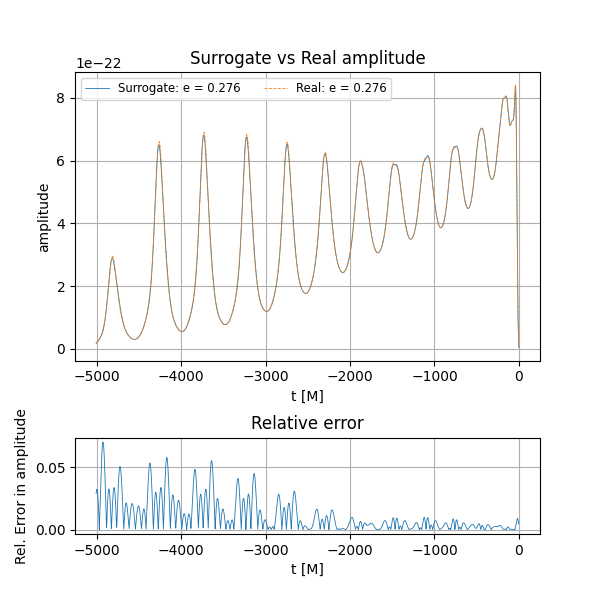 Surrogate vs Real amplitude
1e−22
Surrogate: e = 0.276
Real: e = 0.276
8
6
4
2
0
amplitude
−5000
−4000
−3000
−2000
−1000
0
t [M]
Relative error
0.05
0.00
Rel. Error in amplitude
−5000
−4000
−3000
−2000
−1000
0
t [M]